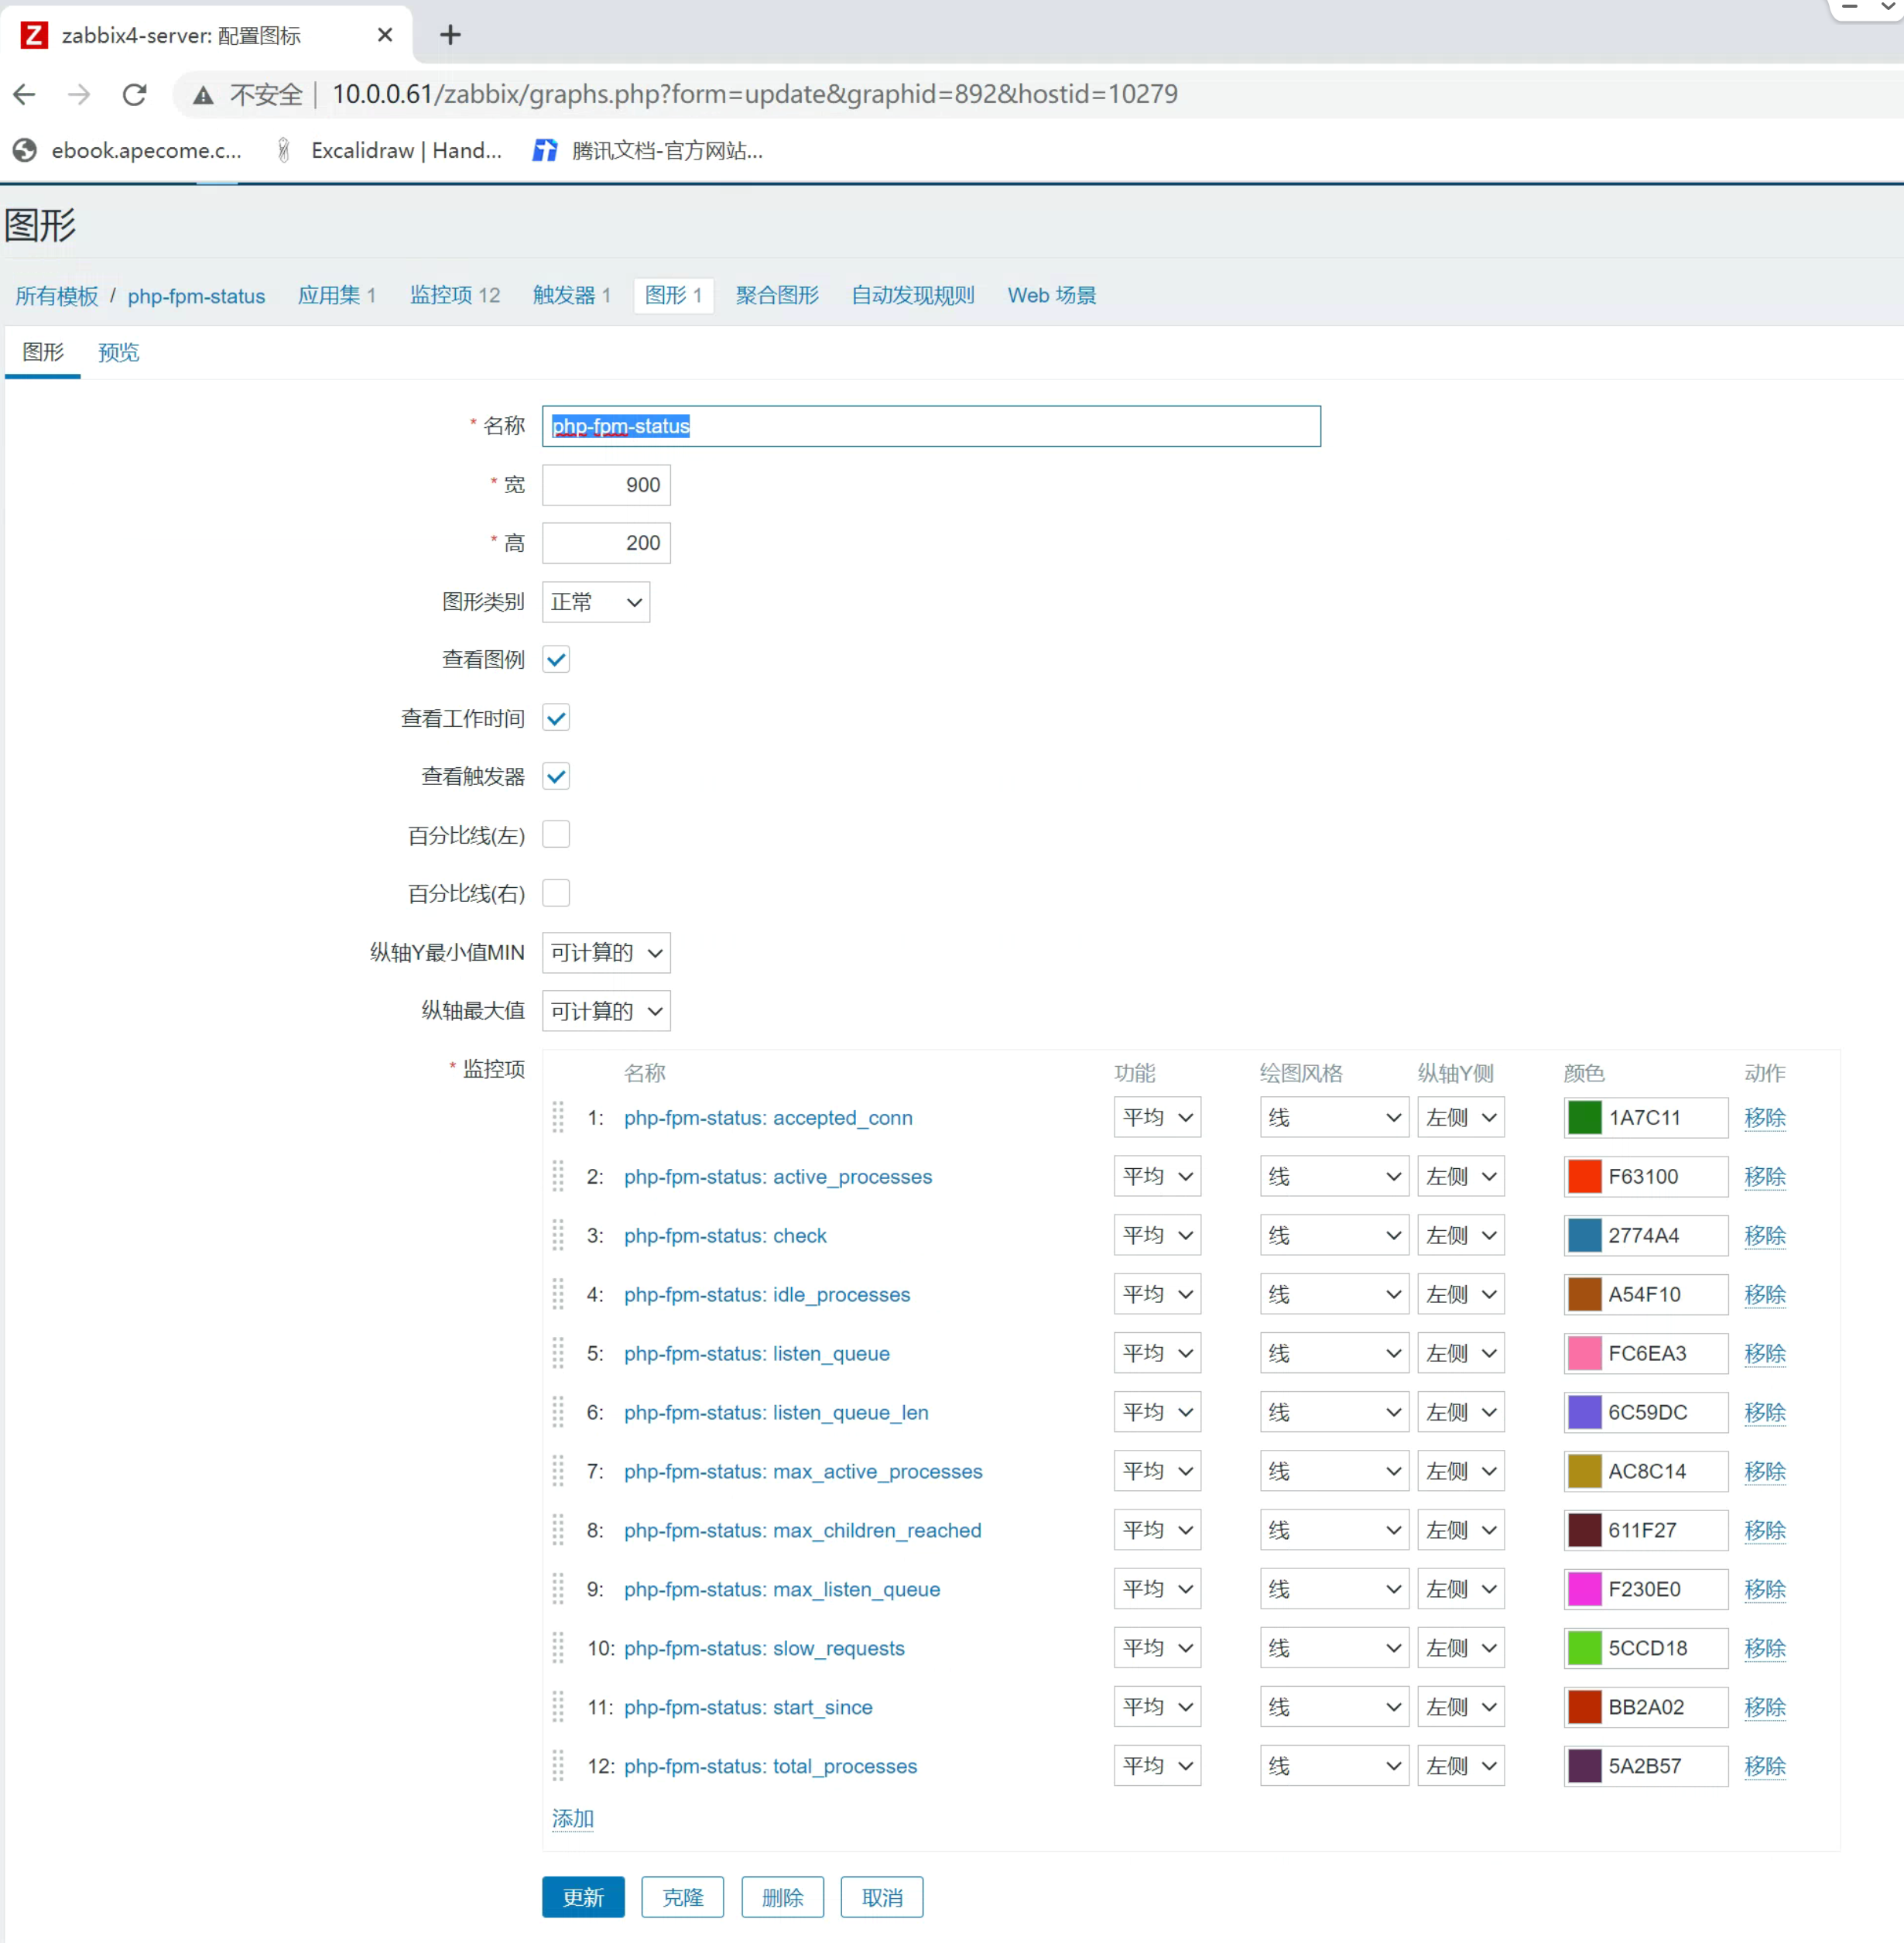 zabbix4-server: 配置图标
不安全 | 10.0.0.61/zabbix/graphs.php?form=update&graphid=892&hostid=10279
ebook.apecome.c... Excalidraw | Hand... 腾讯文档-官方网站...
图形
所有模板 / php-fpm-status 应用集 1 监控项 12 触发器 1 图形 1 聚合图形 自动发现规则 Web 场景
图形 预览
* 名称 php-fpm-status
* 宽 900
* 高 200
图形类别 正常
查看图例
查看工作时间
查看触发器
百分比线(左)
百分比线(右)
纵轴Y最小值MIN 可计算的
纵轴最大值 可计算的
* 监控项 名称 功能 绘图风格 纵轴Y侧 颜色 动作
1: php-fpm-status: accepted_conn 平均 线 左侧 1A7C11 移除
2: php-fpm-status: active_processes 平均 线 左侧 F63100 移除
3: php-fpm-status: check 平均 线 左侧 2774A4 移除
4: php-fpm-status: idle_processes 平均 线 左侧 A54F10 移除
5: php-fpm-status: listen_queue 平均 线 左侧 FC6EA3 移除
6: php-fpm-status: listen_queue_len 平均 线 左侧 6C59DC 移除
7: php-fpm-status: max_active_processes 平均 线 左侧 AC8C14 移除
8: php-fpm-status: max_children_reached 平均 线 左侧 611F27 移除
9: php-fpm-status: max_listen_queue 平均 线 左侧 F230E0 移除
10: php-fpm-status: slow_requests 平均 线 左侧 5CCD18 移除
11: php-fpm-status: start_since 平均 线 左侧 BB2A02 移除
12: php-fpm-status: total_processes 平均 线 左侧 5A2B57 移除
添加
更新 克隆 删除 取消